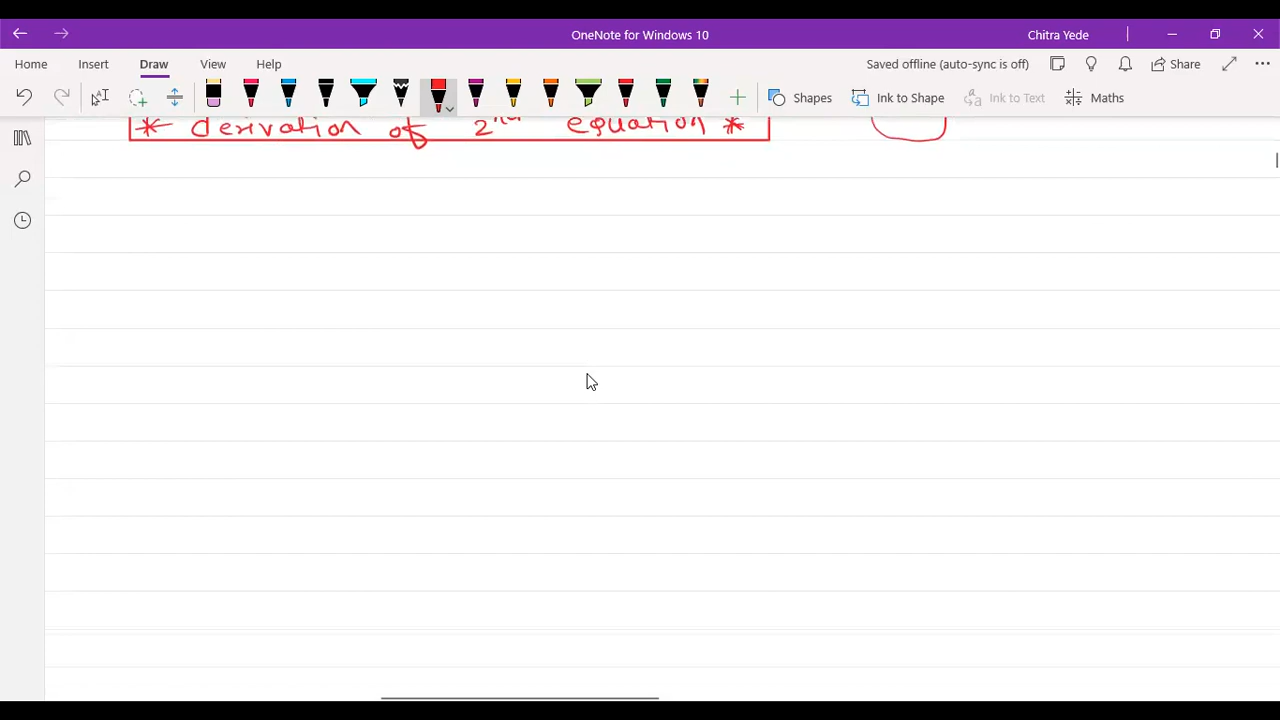 OneNote for Windows 10
Chitra Yede
Home
Insert
Draw
View
Help
Saved offline (auto-sync is off)
Share
Shapes
Ink to Shape
Ink to Text
Maths
* derivation of 2nd equation *